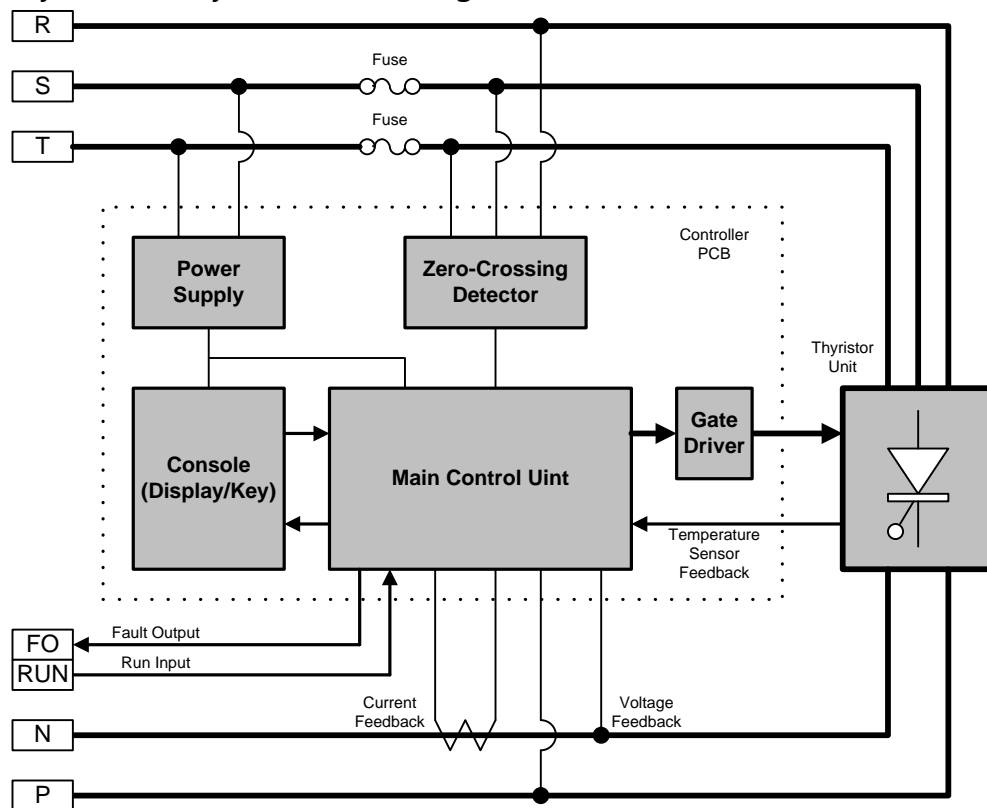 R
Fuse
S
Fuse
T
Controller
PCB
Power
Supply
Zero-Crossing
Detector
Thyristor
Unit
Console
(Display/Key)
Main Control Uint
Gate
Driver
Temperature
Sensor
Feedback
FO
Fault Output
RUN
Run Input
Current
Feedback
Voltage
Feedback
N
P